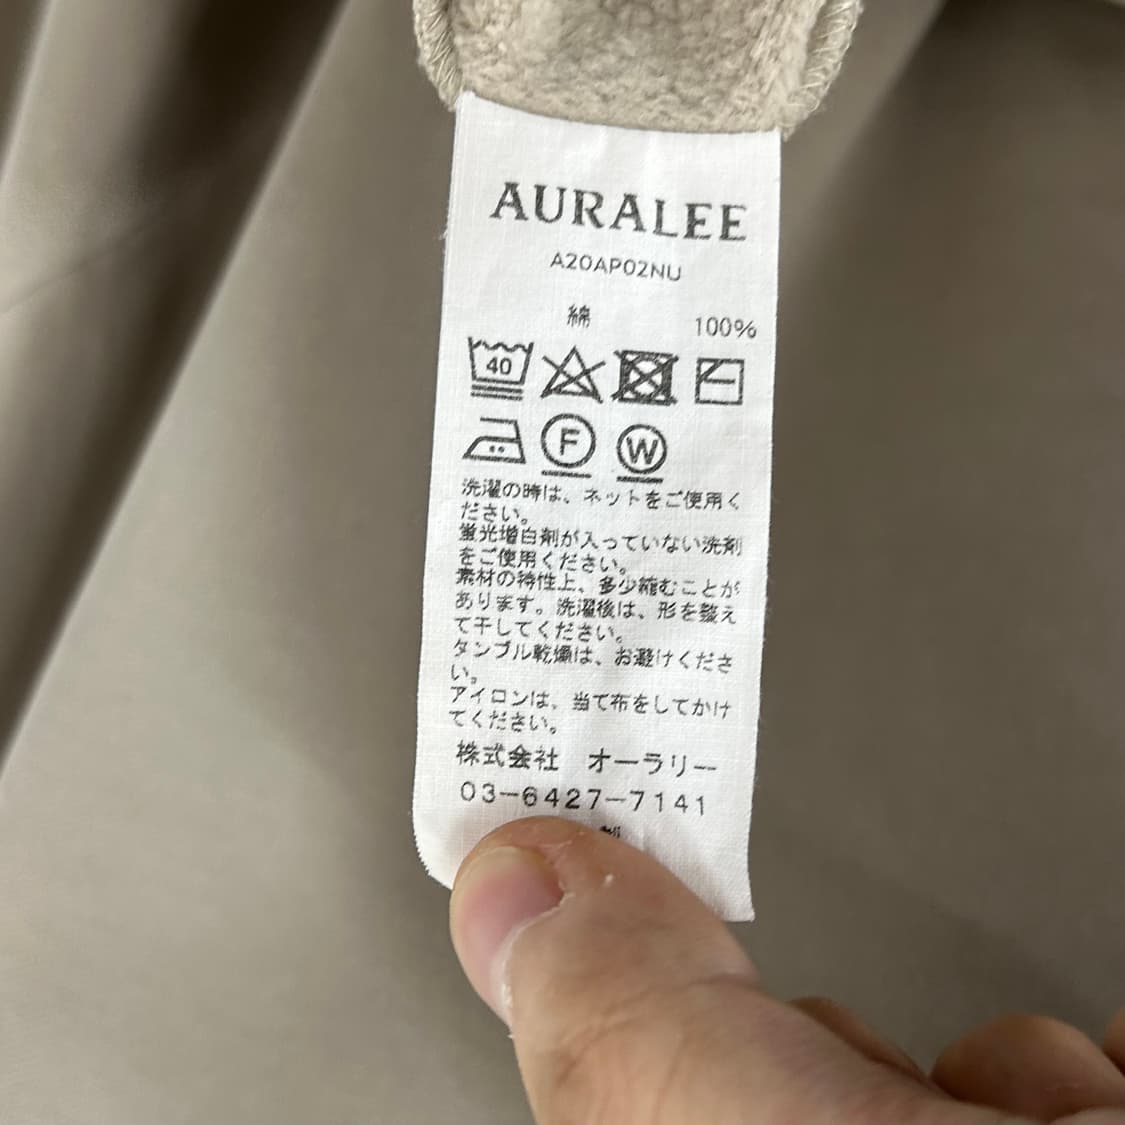 AURALEE
A20AP02NU
綿 100%
40
F W
洗濯の時は、ネットをご使用く
ださい。
蛍光増白剤が入っていない洗剤
をご使用ください。
素材の特性上、多少縮むことが
あります。洗濯後は、形を整え
て干してください。
タンブル乾燥は、お避けくださ
い。
アイロンは、当て布をしてかけ
てください。
株式会社 オーラリー
03-6427-7141